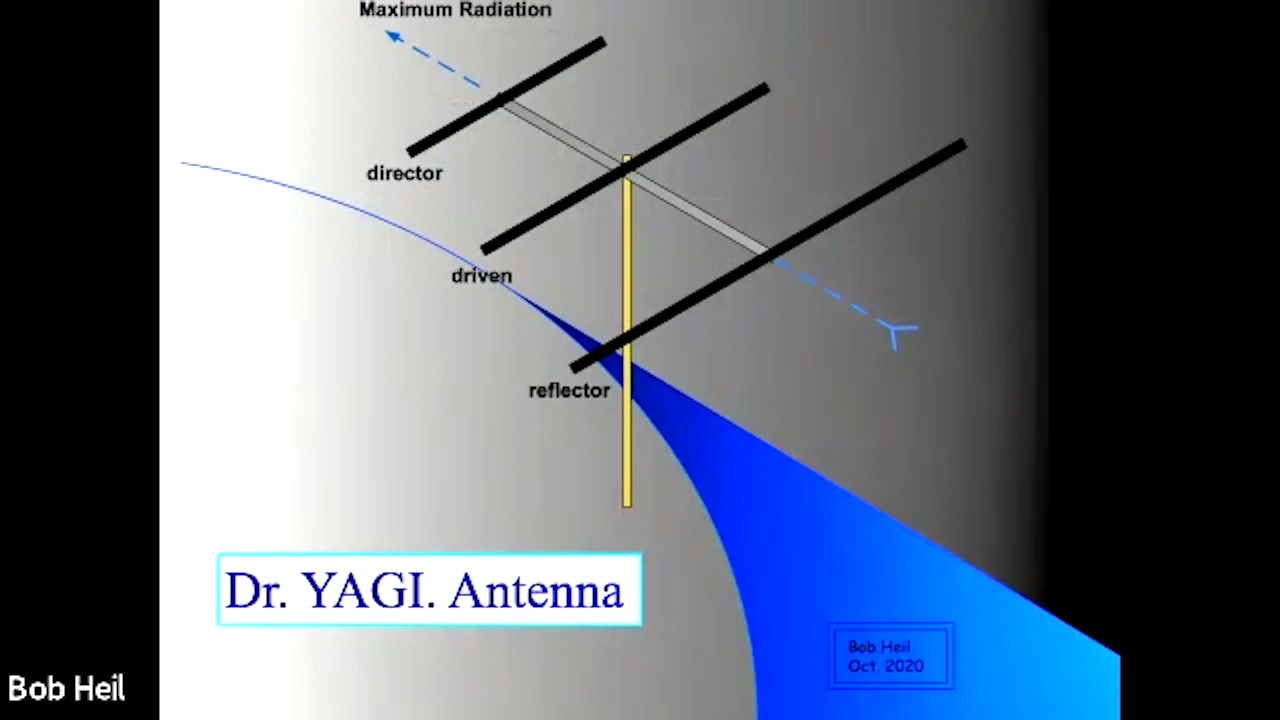 Maximum Radiation
director
driven
reflector
Dr. YAGI. Antenna
Bob Heil
Oct. 2020
Bob Heil